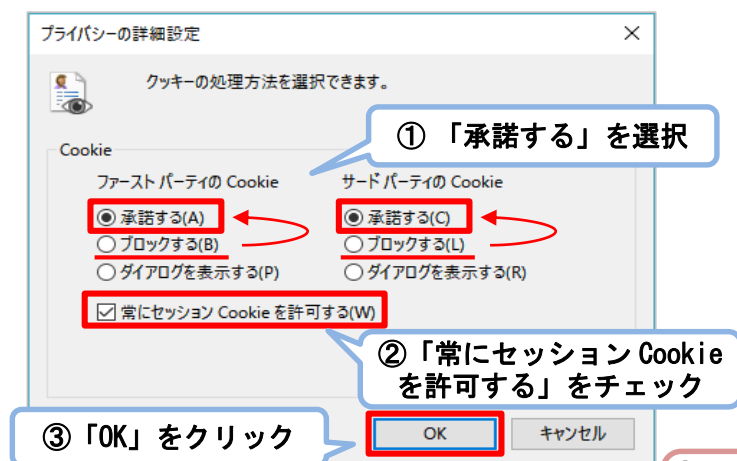 プライバシーの詳細設定
クッキーの処理方法を選択できます。
① 「承諾する」を選択
Cookie
ファースト パーティの Cookie
サード パーティの Cookie
承諾する(A)
承諾する(C)
ブロックする(B)
ブロックする(L)
ダイアログを表示する(P)
ダイアログを表示する(R)
常にセッション Cookie を許可する(W)
②「常にセッション Cookie
を許可する」をチェック
③「OK」をクリック
OK
キャンセル